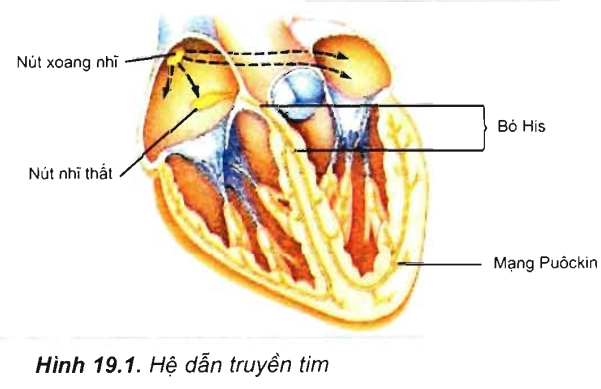 Nút xoang nhĩ
Bó His
Nút nhĩ thất
Mạng Puôckin
Hình 19.1. Hệ dẫn truyền tim